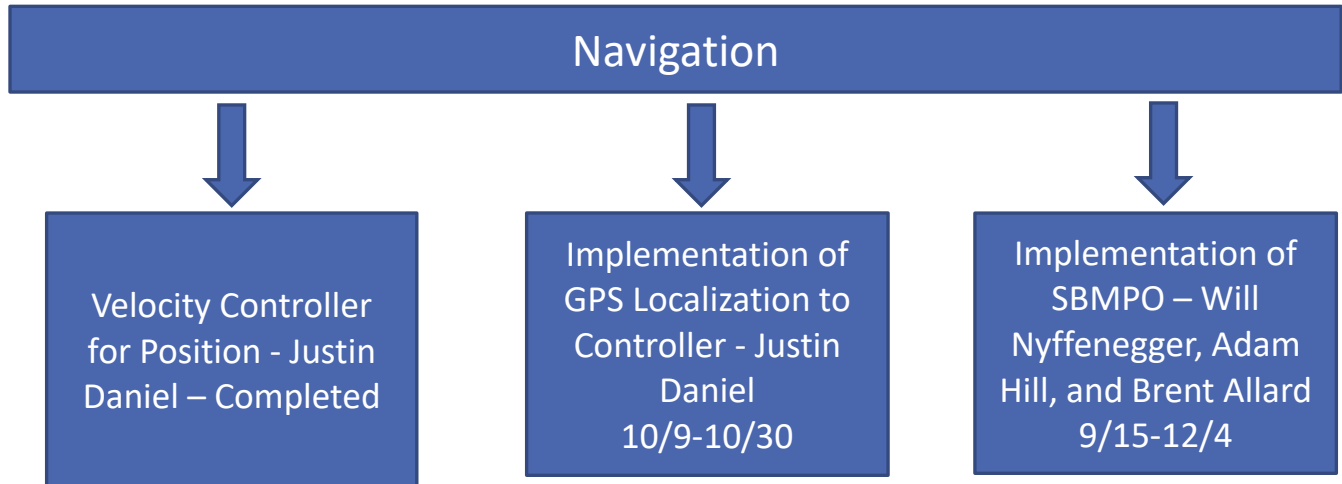 Navigation
Velocity Controller
for Position - Justin
Daniel – Completed
Implementation of
GPS Localization to
Controller - Justin
Daniel
10/9-10/30
Implementation of
SBMPO – Will
Nyffenegger, Adam
Hill, and Brent Allard
9/15-12/4